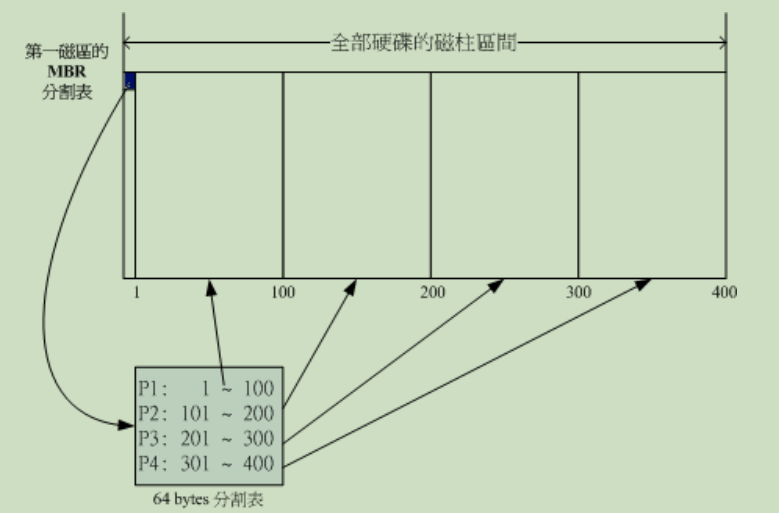 全部硬碟的磁柱區間
第一磁區的
MBR
分割表
1
100
200
300
400
P1: 1 ~ 100
P2: 101 ~ 200
P3: 201 ~ 300
P4: 301 ~ 400
64 bytes 分割表